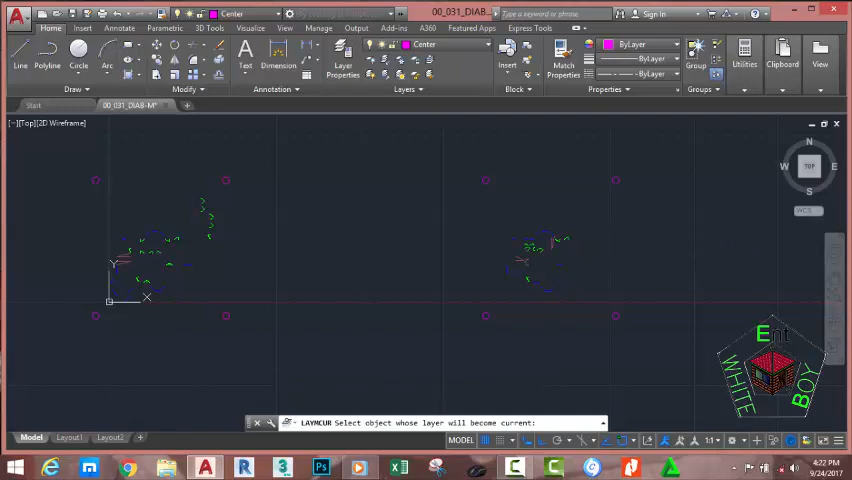 Center
00_031_DIAB...
Type a keyword or phrase
Sign In
Home Insert Annotate Parametric 3D Tools Visualize View Manage Output Add-ins A360 Featured Apps Express Tools
Line Polyline Circle Arc
Text Dimension
Layer Properties
Center
Insert
Match Properties
ByLayer
ByLayer
ByLayer
Group
Utilities
Clipboard
View
Draw Modify Annotation Layers Block Properties Groups
Start 00_031_DIAB-M*
[−][Top][2D Wireframe]
N
W TOP E
S
WCS
Y
X
Ent
WHITE
BOY
LAYMCUR Select object whose layer will become current:
Model Layout1 Layout2
MODEL
1:1
4:22 PM
9/24/2017